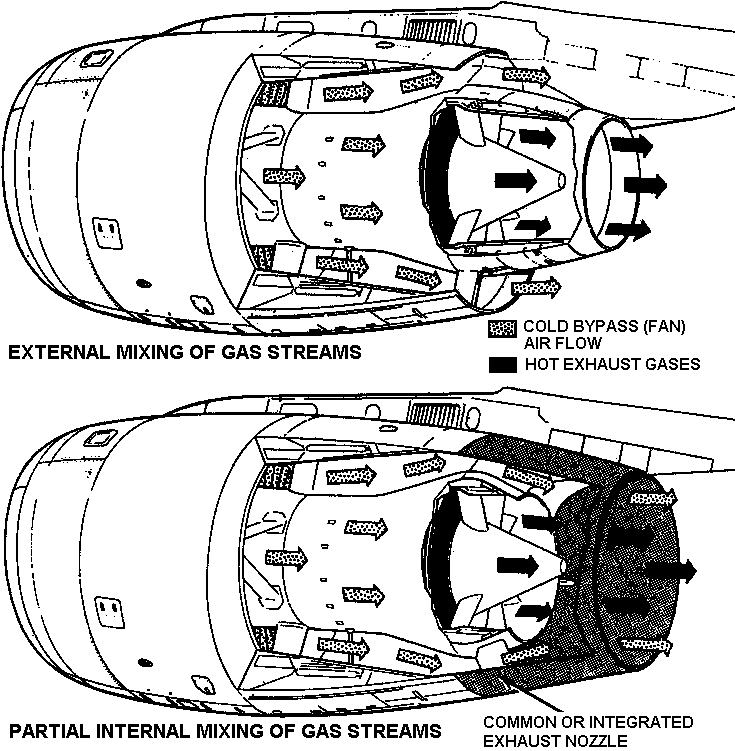 EXTERNAL MIXING OF GAS STREAMS
COLD BYPASS (FAN)
AIR FLOW
HOT EXHAUST GASES
PARTIAL INTERNAL MIXING OF GAS STREAMS
COMMON OR INTEGRATED
EXHAUST NOZZLE